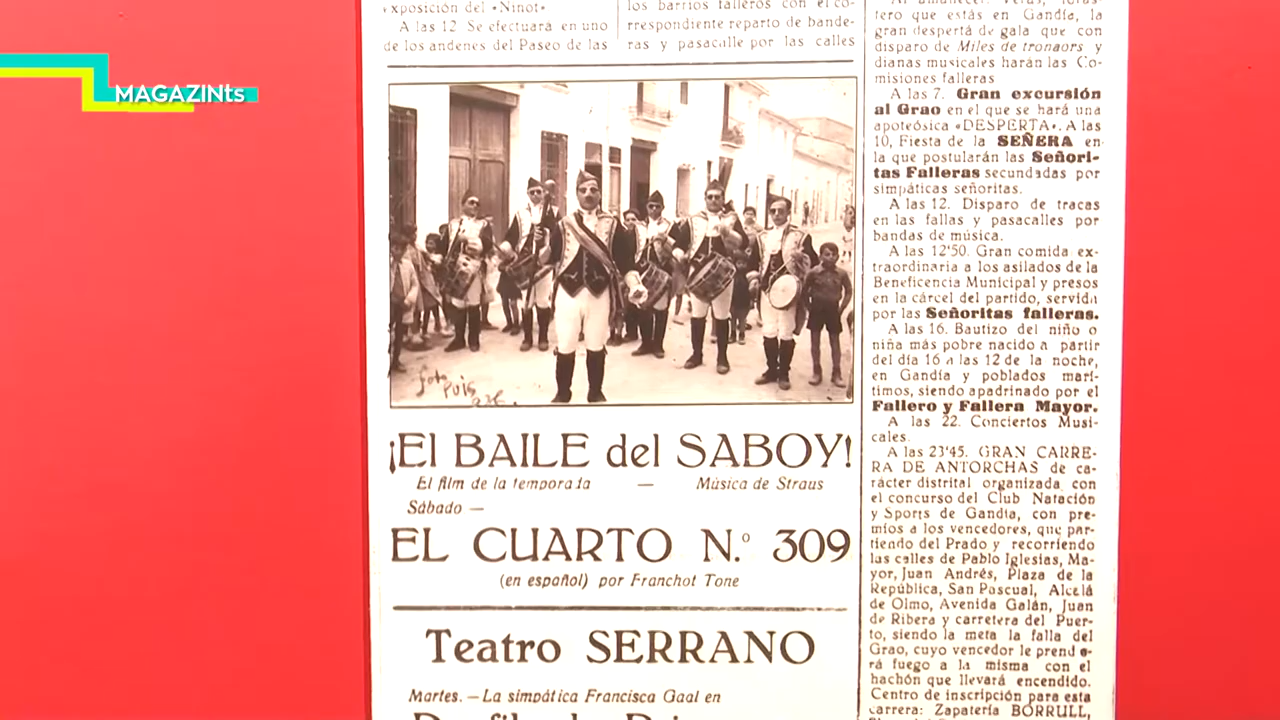 MAGAZINts
exposición del «Ninot»
A las 12. Se efectuará en uno
de los andenes del Paseo de las
los barrios falleros con el co-
rrespondiente reparto de bande-
ras y pasacalle por las calles
foto
Puig
¡El BAILE del SABOY!
El film de la temporada — Música de Straus
Sábado —
EL CUARTO N.º 309
(en español) por Franchot Tone
Teatro SERRANO
Martes. — La simpática Francisca Gaal en
tero que estás en Gandía, la
gran despertá de gala que con
disparo de Miles de tronaors y
dianas musicales harán las Co-
misiones falleras
A las 7. Gran excursión
al Grao en el que se hará una
apoteósica «DESPERTA». A las
10, Fiesta de la SEÑERA en
la que postularán las Señori-
tas Falleras secundadas por
simpáticas señoritas.
A las 12. Disparo de tracas
en las fallas y pasacalles por
bandas de música.
A las 12'50. Gran comida ex-
traordinaria a los asilados de la
Beneficencia Municipal y presos
en la cárcel del partido, servida
por las Señoritas falleras.
A las 16. Bautizo del niño o
niña más pobre nacido a partir
del día 16 a las 12 de la noche,
en Gandía y poblados marí-
timos, siendo apadrinado por el
Fallero y Fallera Mayor.
A las 22. Conciertos Musi-
cales.
A las 23'45. GRAN CARRE-
RA DE ANTORCHAS de ca-
rácter distrital organizada con
el concurso del Club Natación
y Sports de Gandía, con pre-
mios a los vencedores, que par-
tiendo del Prado y recorriendo
las calles de Pablo Iglesias, Ma-
yor, Juan Andrés, Plaza de la
República, San Pascual, Alcalá
de Olmo, Avenida Galán, Juan
de Ribera y carretera del Puer-
to, siendo la meta la falla del
Grao, cuyo vencedor le prende-
rá fuego a la misma con el
hachón que llevará encendido.
Centro de inscripción para esta
carrera: Zapatería BORRULL,